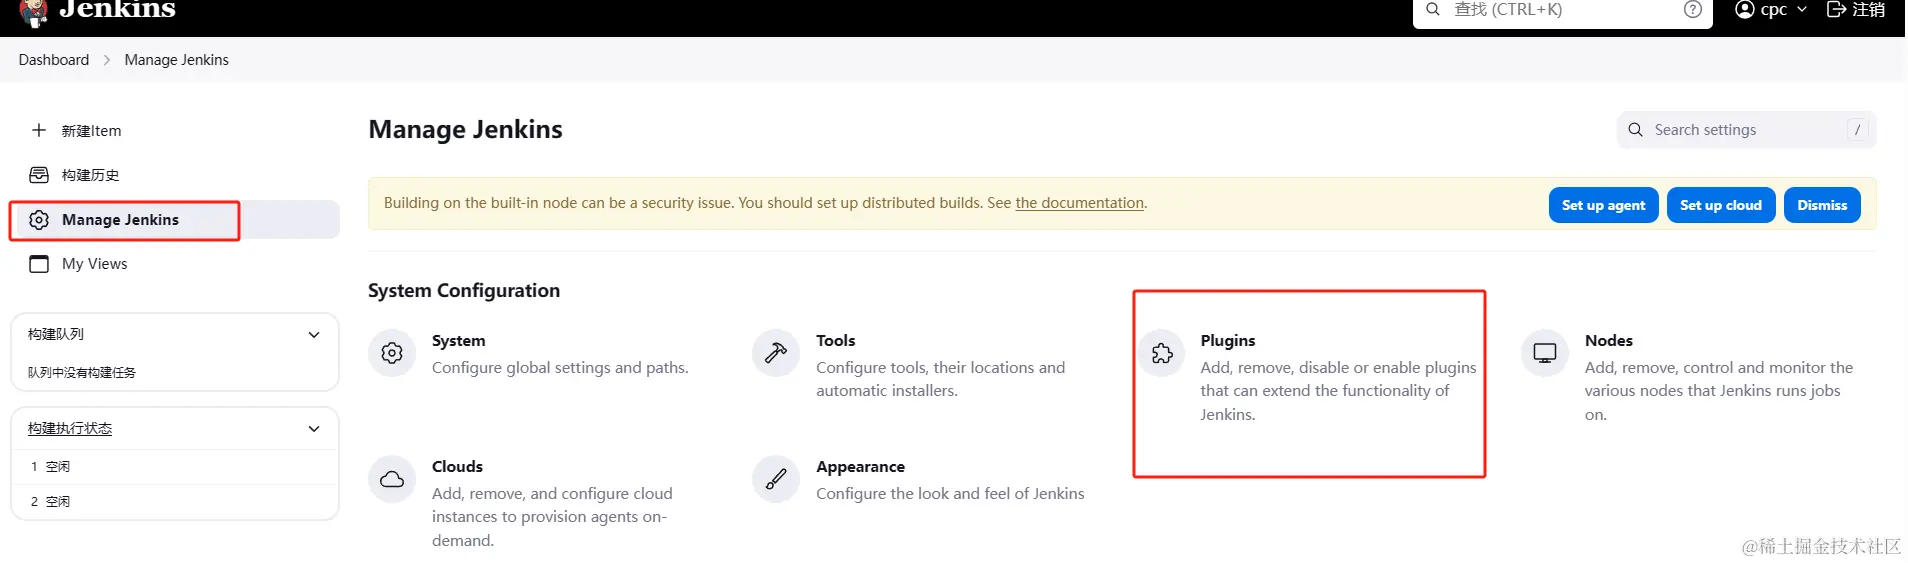 Jenkins
查找 (CTRL+K)
cpc
注销
Dashboard
Manage Jenkins
新建Item
构建历史
Manage Jenkins
My Views
构建队列
队列中没有构建任务
构建执行状态
1 空闲
2 空闲
Manage Jenkins
Search settings
/
Building on the built-in node can be a security issue. You should set up distributed builds. See the documentation.
Set up agent
Set up cloud
Dismiss
System Configuration
System
Configure global settings and paths.
Tools
Configure tools, their locations and
automatic installers.
Plugins
Add, remove, disable or enable plugins
that can extend the functionality of
Jenkins.
Nodes
Add, remove, control and monitor the
various nodes that Jenkins runs jobs
on.
Clouds
Add, remove, and configure cloud
instances to provision agents on-
demand.
Appearance
Configure the look and feel of Jenkins
@稀土掘金技术社区